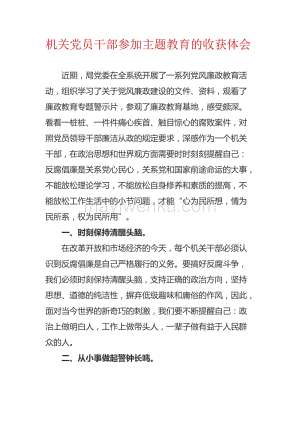 机关党员干部参加主题教育的收获体会
近期，局党委在全系统开展了一系列党风廉政教育活
动，组织学习了关于党风廉政建设的文件、资料，观看了
廉政教育专题警示片，参观了廉政教育基地，感受颇深。
看着一桩桩、一件件痛心疾首、触目惊心的腐败案件，对
照党员领导干部廉洁从政的规定要求，深感作为一个机关
干部，在政治思想和世界观方面需要时时刻刻提醒自己：
反腐倡廉是关系党心民心，关系党和国家前途命运的大事，
不能放松理论学习，不能放松自身修养和素质的提高，不
能放松工作生活中的小节问题，才能“心为民所想，情为
民所系，权为民所用”。
一、时刻保持清醒头脑。
在改革开放和市场经济的今天，每个机关干部必须认
识到反腐倡廉是自己严格履行的义务。要搞好反腐斗争，
我们必须时刻保持清醒头脑，支持正确的政治方向，坚持
思想、道德的纯洁性，摒弃低级趣味和庸俗的作风，因此，
面对当今世界的新奇巧的刺激，我们要不断提醒自己：政
治上做明白人，工作上做带头人，一辈子做有益于人民群
众的人。
二、从小事做起警钟长鸣。